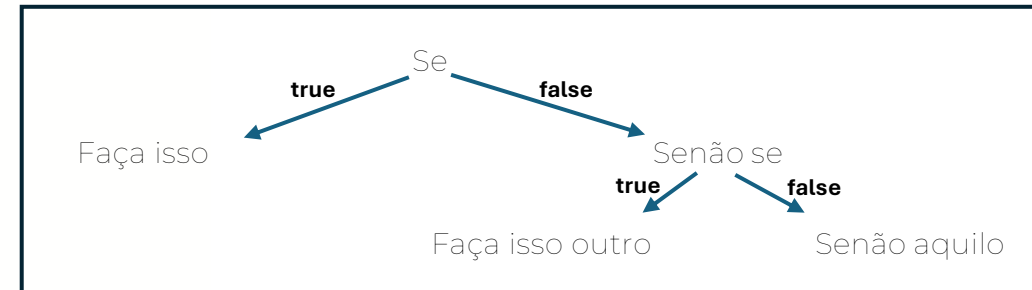 Se
true
false
Faça isso
Senão se
true
false
Faça isso outro
Senão aquilo